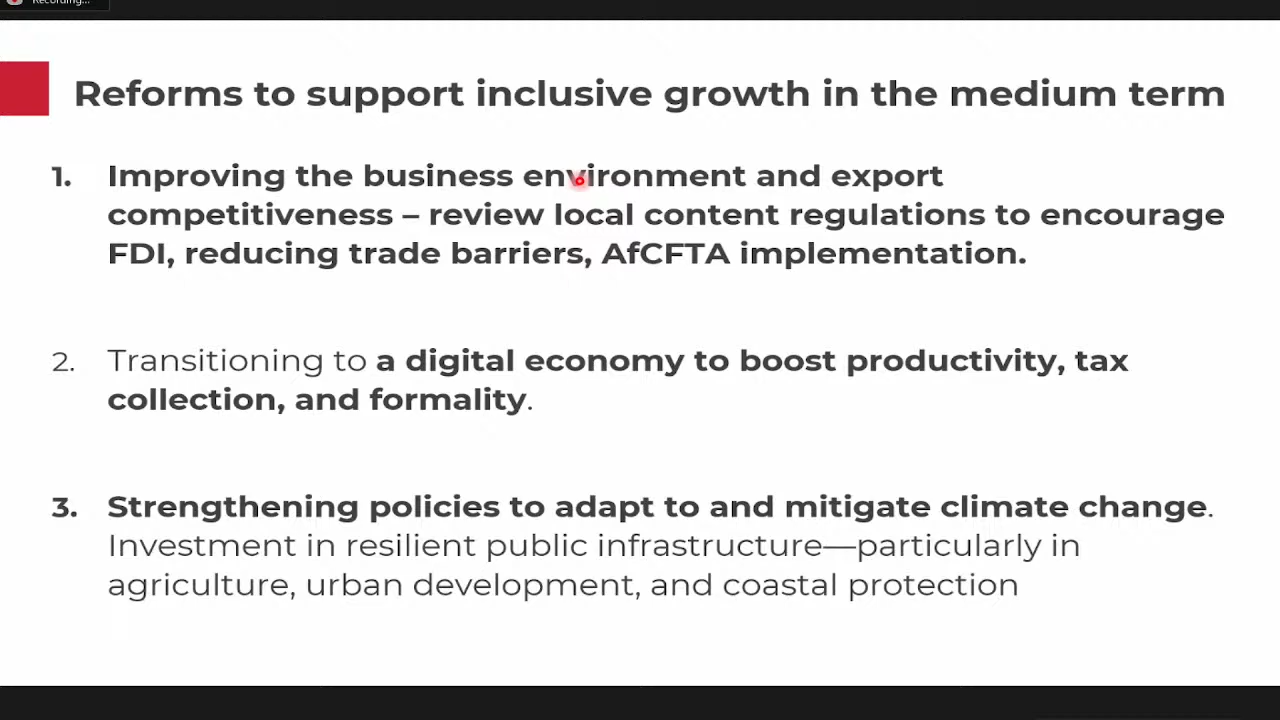 Recording...
Reforms to support inclusive growth in the medium term
1. Improving the business environment and export
competitiveness – review local content regulations to encourage
FDI, reducing trade barriers, AfCFTA implementation.
2. Transitioning to a digital economy to boost productivity, tax
collection, and formality.
3. Strengthening policies to adapt to and mitigate climate change.
Investment in resilient public infrastructure—particularly in
agriculture, urban development, and coastal protection